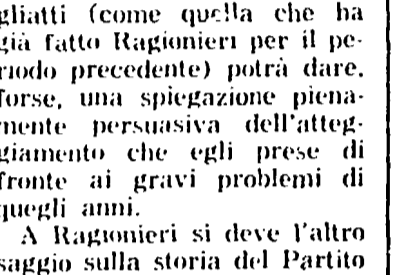 gliatti (come quella che ha
già fatto Ragionieri per il pe-
riodo precedente) potrà dare,
forse, una spiegazione piena-
mente persuasiva dell'atteg-
giamento che egli prese di
fronte ai gravi problemi di
quegli anni.
A Ragionieri si deve l'altro
saggio sulla storia del Partito